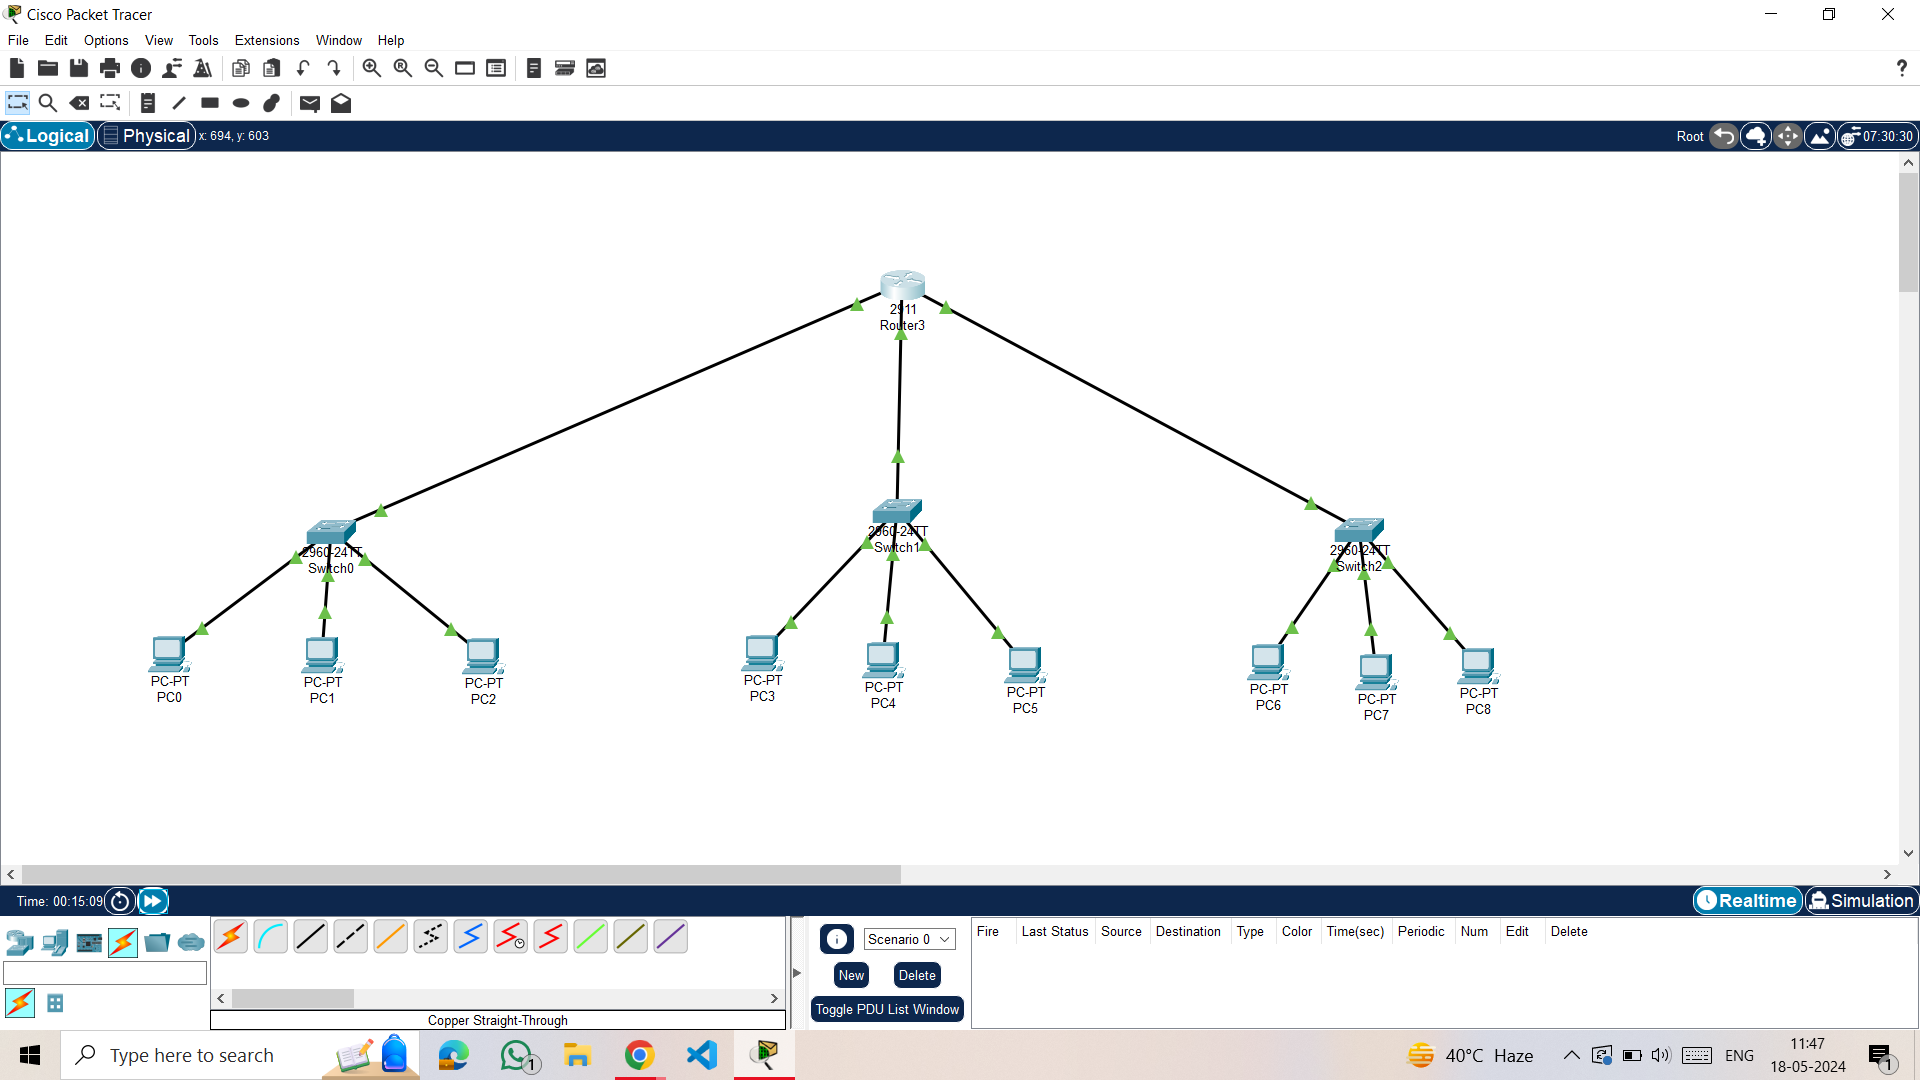 Cisco Packet Tracer
File Edit Options View Tools Extensions Window Help
?
Logical Physical x: 694, y: 603 Root 07:30:30
2911
Router3
2960-24TT
Switch0
2960-24TT
Switch1
2960-24TT
Switch2
PC-PT
PC0
PC-PT
PC1
PC-PT
PC2
PC-PT
PC3
PC-PT
PC4
PC-PT
PC5
PC-PT
PC6
PC-PT
PC7
PC-PT
PC8
Time: 00:15:09 Realtime Simulation
Scenario 0
New Delete
Toggle PDU List Window
Fire Last Status Source Destination Type Color Time(sec) Periodic Num Edit Delete
Copper Straight-Through
Type here to search
1
40°C Haze
ENG
11:47
18-05-2024
1